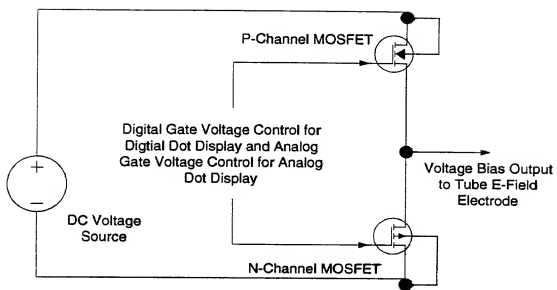 P-Channel MOSFET
Digital Gate Voltage Control for
Digtial Dot Display and Analog
Gate Voltage Control for Analog
Dot Display
Voltage Bias Output
to Tube E-Field
Electrode
+
−
DC Voltage
Source
N-Channel MOSFET